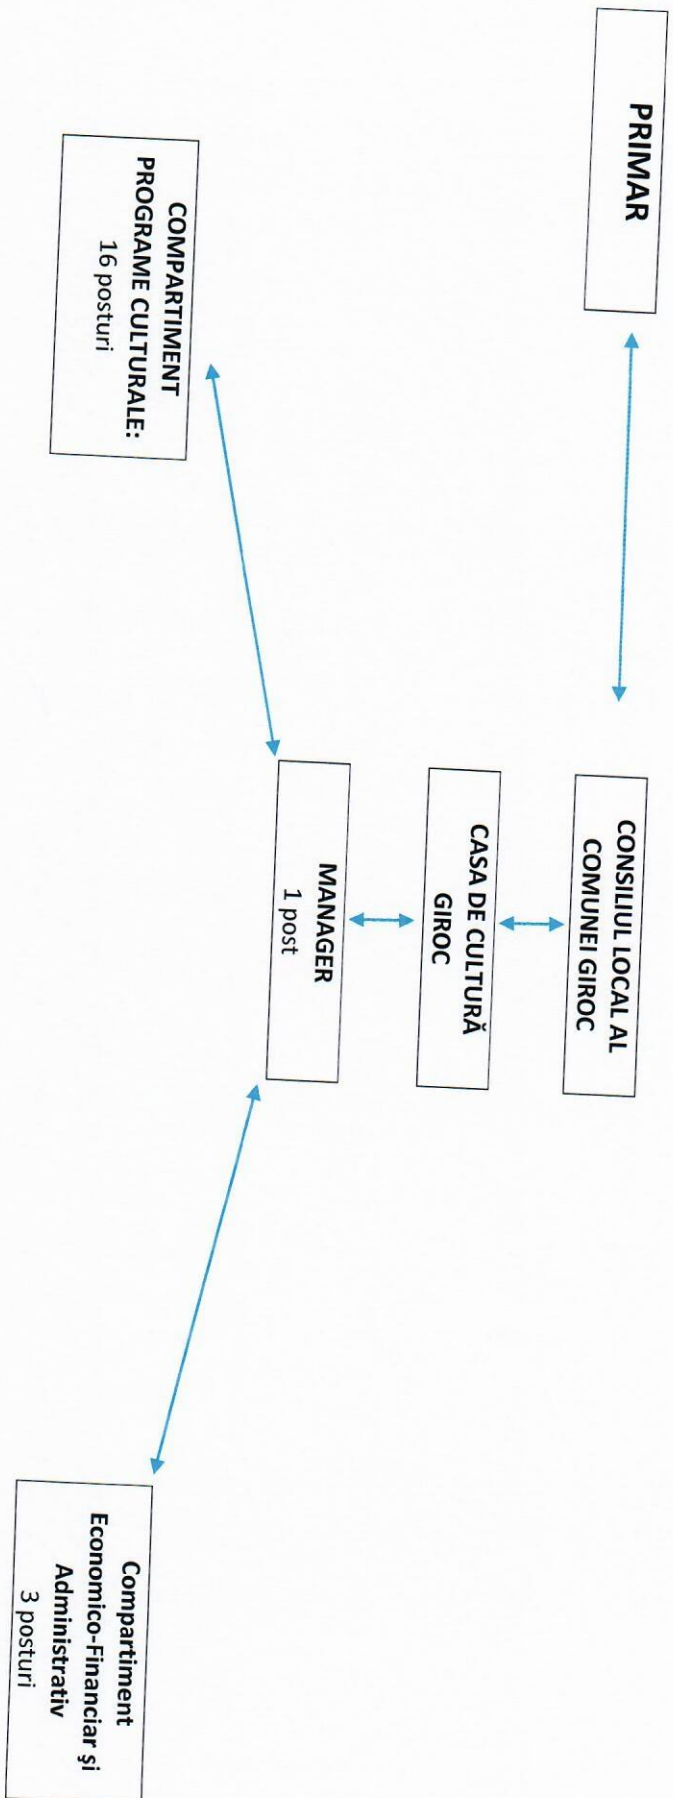 PRIMAR
CONSILIUL LOCAL AL
COMUNEI GIROC
CASA DE CULTURĂ
GIROC
MANAGER
1 post
COMPARTIMENT
PROGRAME CULTURALE:
16 posturi
Compartiment
Economico-Financiar și
Administrativ
3 posturi